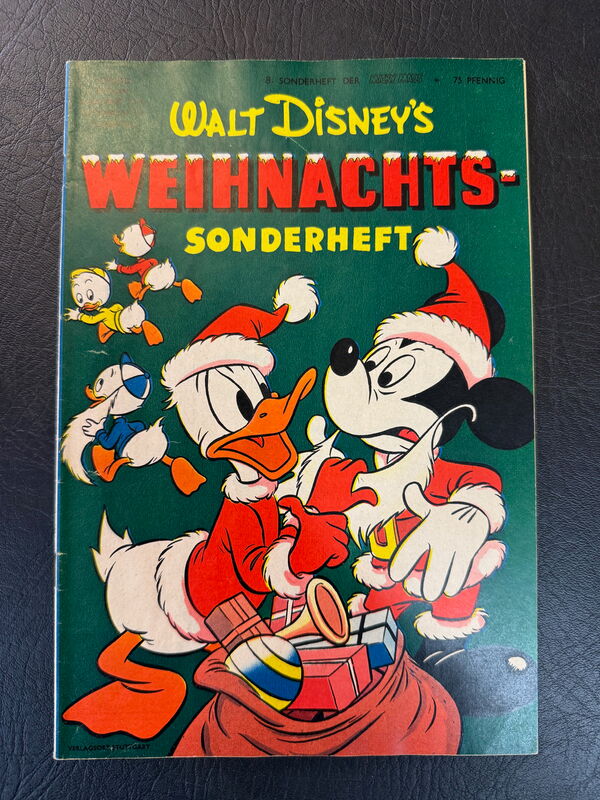 8. SONDERHEFT DER MICKY MAUS * 75 PFENNIG
WALT DISNEY'S
WEIHNACHTS-
SONDERHEFT
VERLAGSORT STUTTGART